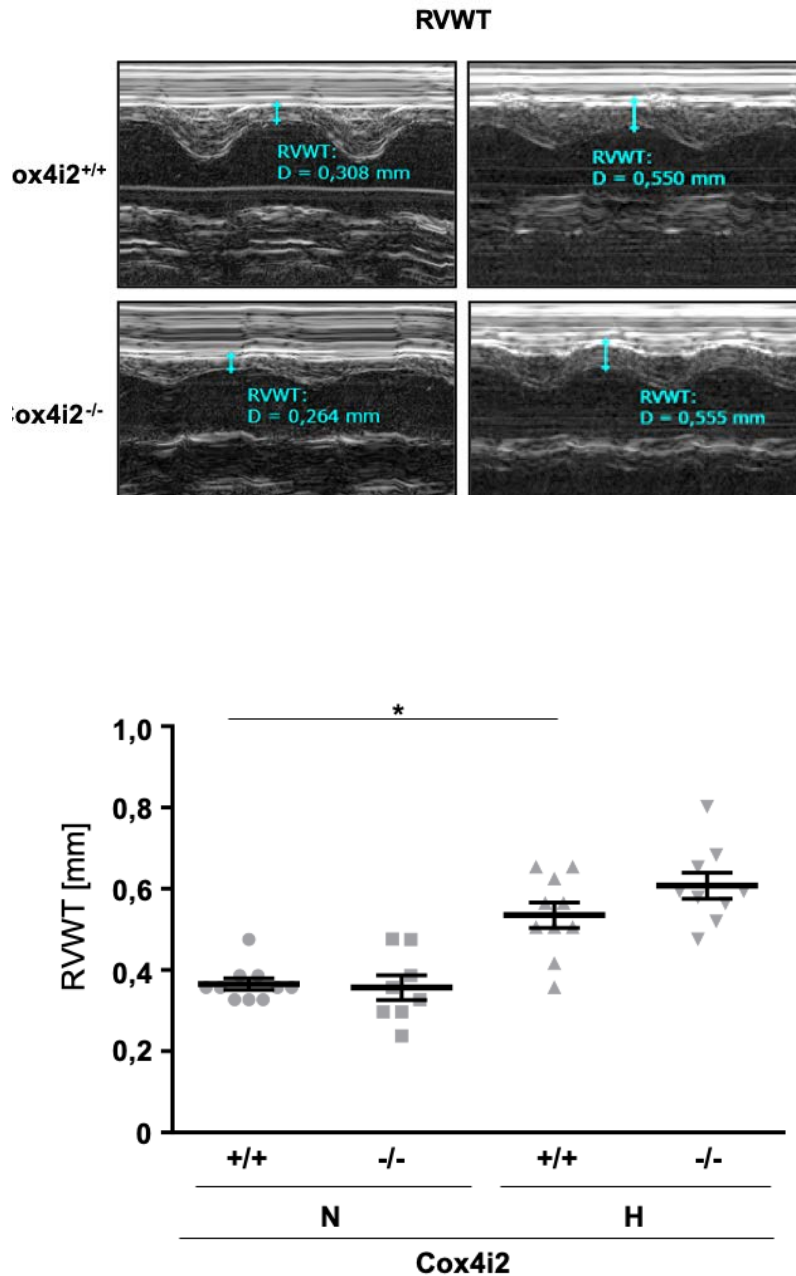 RVWT
ox4i2+/+
RVWT:
D = 0,308 mm
RVWT:
D = 0,550 mm
ox4i2-/-
RVWT:
D = 0,264 mm
RVWT:
D = 0,555 mm
*
1,0
0,8
0,6
0,4
0,2
0
RVWT [mm]
+/+ -/- +/+ -/-
N H
Cox4i2